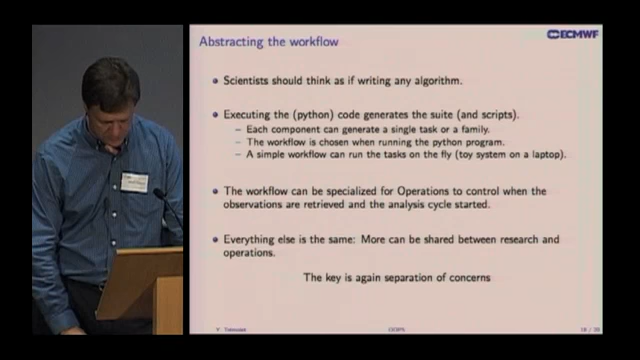 Abstracting the workflow
ECMWF
Scientists should think as if writing any algorithm.
Executing the (python) code generates the suite (and scripts).
– Each component can generate a single task or a family.
– The workflow is chosen when running the python program.
– A simple workflow can run the tasks on the fly (toy system on a laptop).
The workflow can be specialized for Operations to control when the
observations are retrieved and the analysis cycle started.
Everything else is the same: More can be shared between research and
operations.
The key is again separation of concerns
OOPS